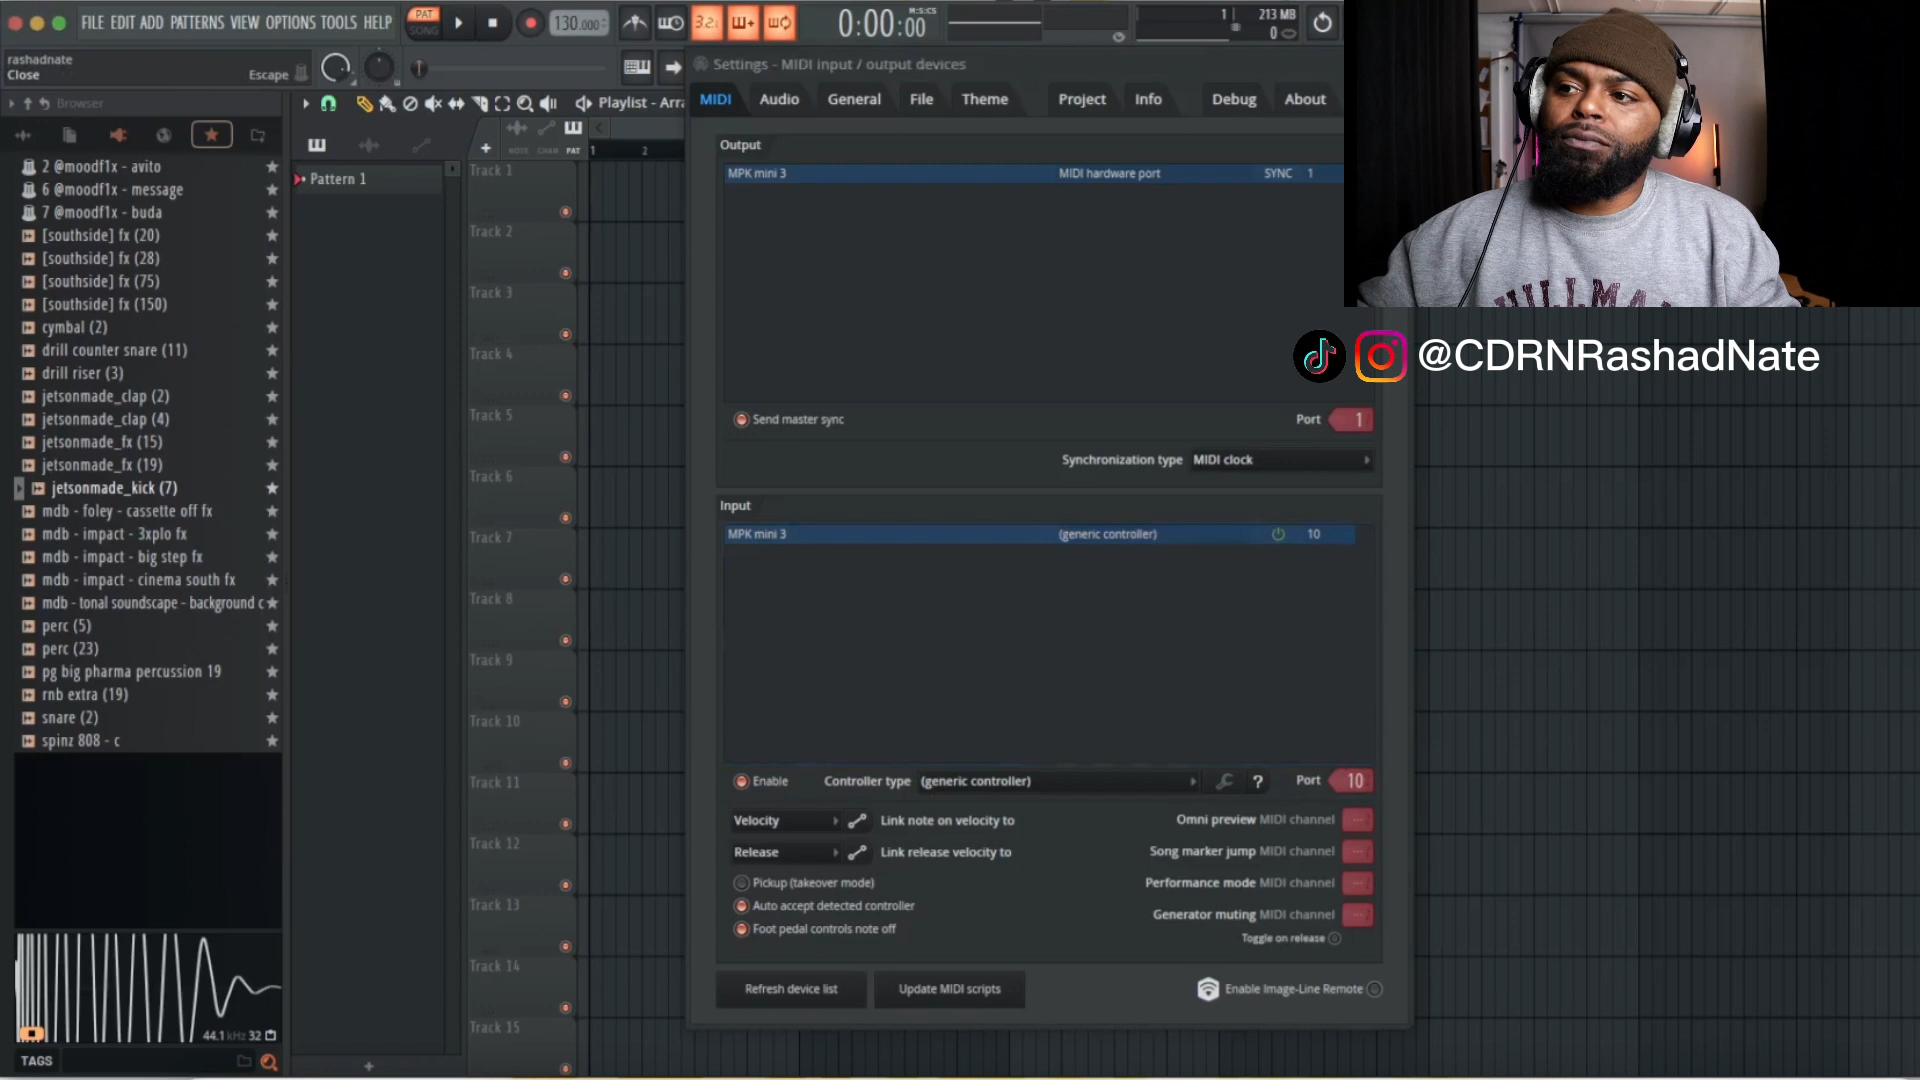 FILE EDIT ADD PATTERNS VIEW OPTIONS TOOLS HELP
PAT
SONG
130.000
3.2:
0:00:00
M:S:CS
1
213 MB
0
rashadnate
Close
Escape
Browser
Playlist - Arra
Settings - MIDI input / output devices
MIDI Audio General File Theme Project Info Debug About
2 @moodf1x - avito
6 @moodf1x - message
7 @moodf1x - buda
[southside] fx (20)
[southside] fx (28)
[southside] fx (75)
[southside] fx (150)
cymbal (2)
drill counter snare (11)
drill riser (3)
jetsonmade_clap (2)
jetsonmade_clap (4)
jetsonmade_fx (15)
jetsonmade_fx (19)
jetsonmade_kick (7)
mdb - foley - cassette off fx
mdb - impact - 3xplo fx
mdb - impact - big step fx
mdb - impact - cinema south fx
mdb - tonal soundscape - background c
perc (5)
perc (23)
pg big pharma percussion 19
rnb extra (19)
snare (2)
spinz 808 - c
44.1 kHz 32
TAGS
Pattern 1
NOTE CHAN PAT
1 2
Track 1
Track 2
Track 3
Track 4
Track 5
Track 6
Track 7
Track 8
Track 9
Track 10
Track 11
Track 12
Track 13
Track 14
Track 15
Output
MPK mini 3 MIDI hardware port SYNC 1
Send master sync
Port 1
Synchronization type MIDI clock
Input
MPK mini 3 (generic controller) 10
Enable Controller type (generic controller) ? Port 10
Velocity Link note on velocity to
Omni preview MIDI channel
Release Link release velocity to
Song marker jump MIDI channel
Pickup (takeover mode)
Performance mode MIDI channel
Auto accept detected controller
Generator muting MIDI channel
Foot pedal controls note off
Toggle on release
Refresh device list
Update MIDI scripts
Enable Image-Line Remote
HILLMA
@CDRNRashadNate